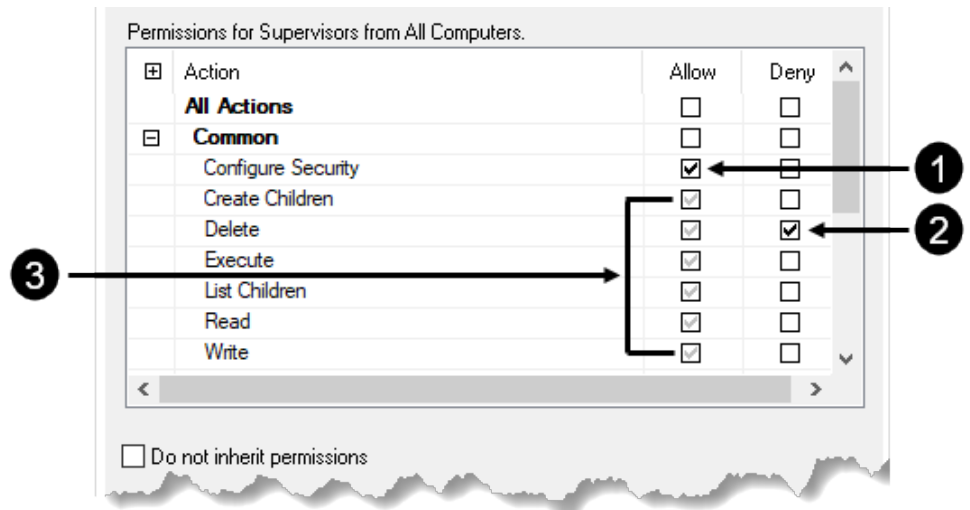 Permissions for Supervisors from All Computers.
Action Allow Deny
All Actions
Common
Configure Security
1
Create Children
Delete
2
Execute
3
List Children
Read
Write
Do not inherit permissions